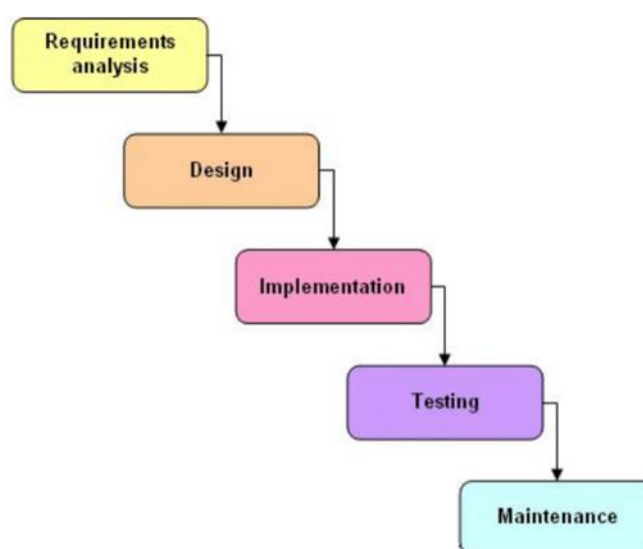 Requirements
analysis
Design
Implementation
Testing
Maintenance